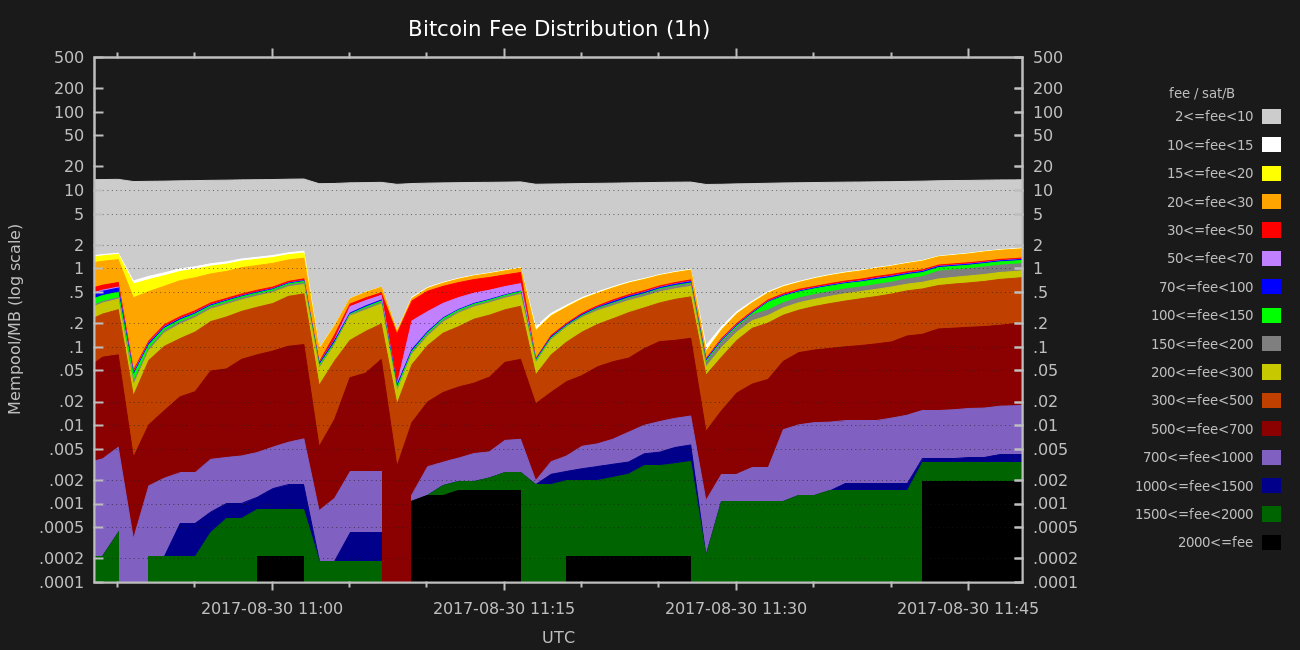 Bitcoin Fee Distribution (1h)
Mempool/MB (log scale)
500
200
100
50
20
10
5
2
1
.5
.2
.1
.05
.02
.01
.005
.002
.001
.0005
.0002
.0001
500
200
100
50
20
10
5
2
1
.5
.2
.1
.05
.02
.01
.005
.002
.001
.0005
.0002
.0001
fee / sat/B
2<=fee<10
10<=fee<15
15<=fee<20
20<=fee<30
30<=fee<50
50<=fee<70
70<=fee<100
100<=fee<150
150<=fee<200
200<=fee<300
300<=fee<500
500<=fee<700
700<=fee<1000
1000<=fee<1500
1500<=fee<2000
2000<=fee
2017-08-30 11:00 2017-08-30 11:15 2017-08-30 11:30 2017-08-30 11:45
UTC